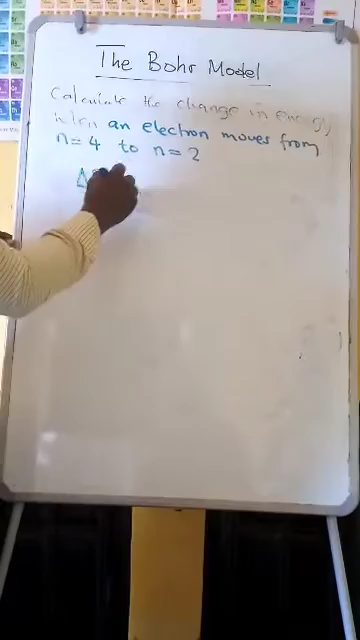 The Bohr Model
Calculate the change in energy
when an electron moves from
n = 4 to n = 2
Δ